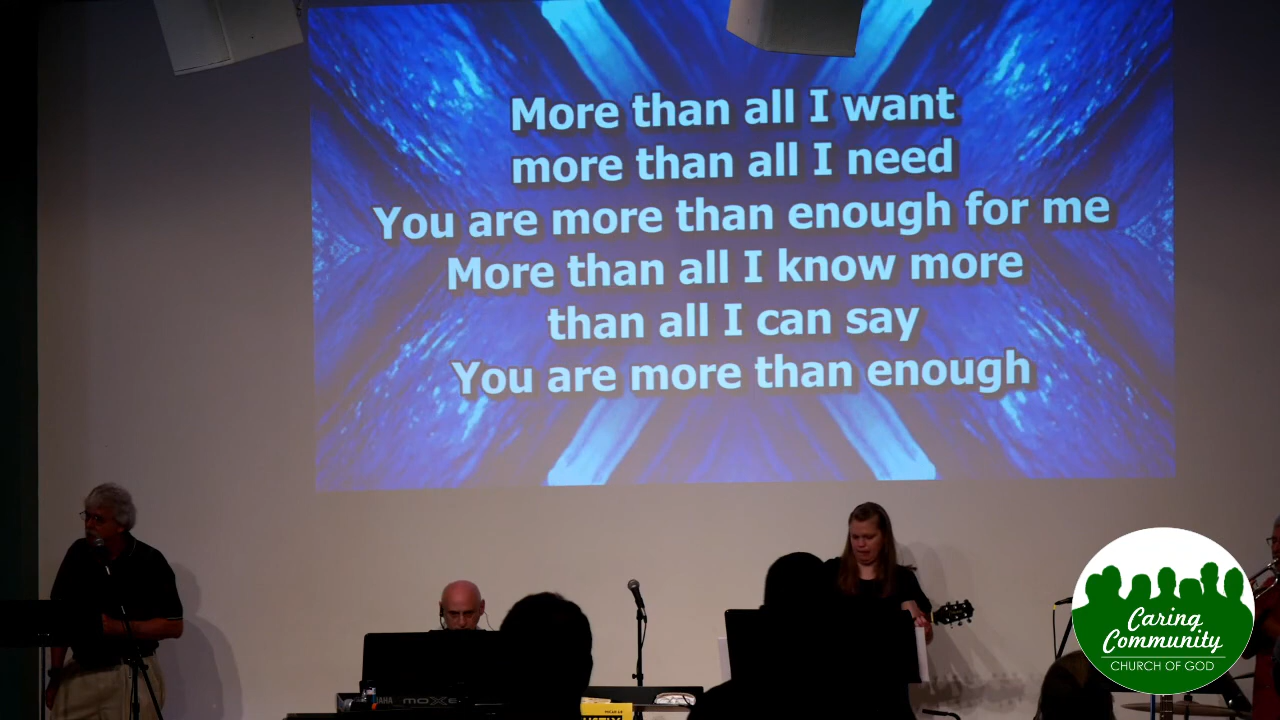 More than all I want
more than all I need
You are more than enough for me
More than all I know more
than all I can say
You are more than enough
Caring
Community
CHURCH OF GOD